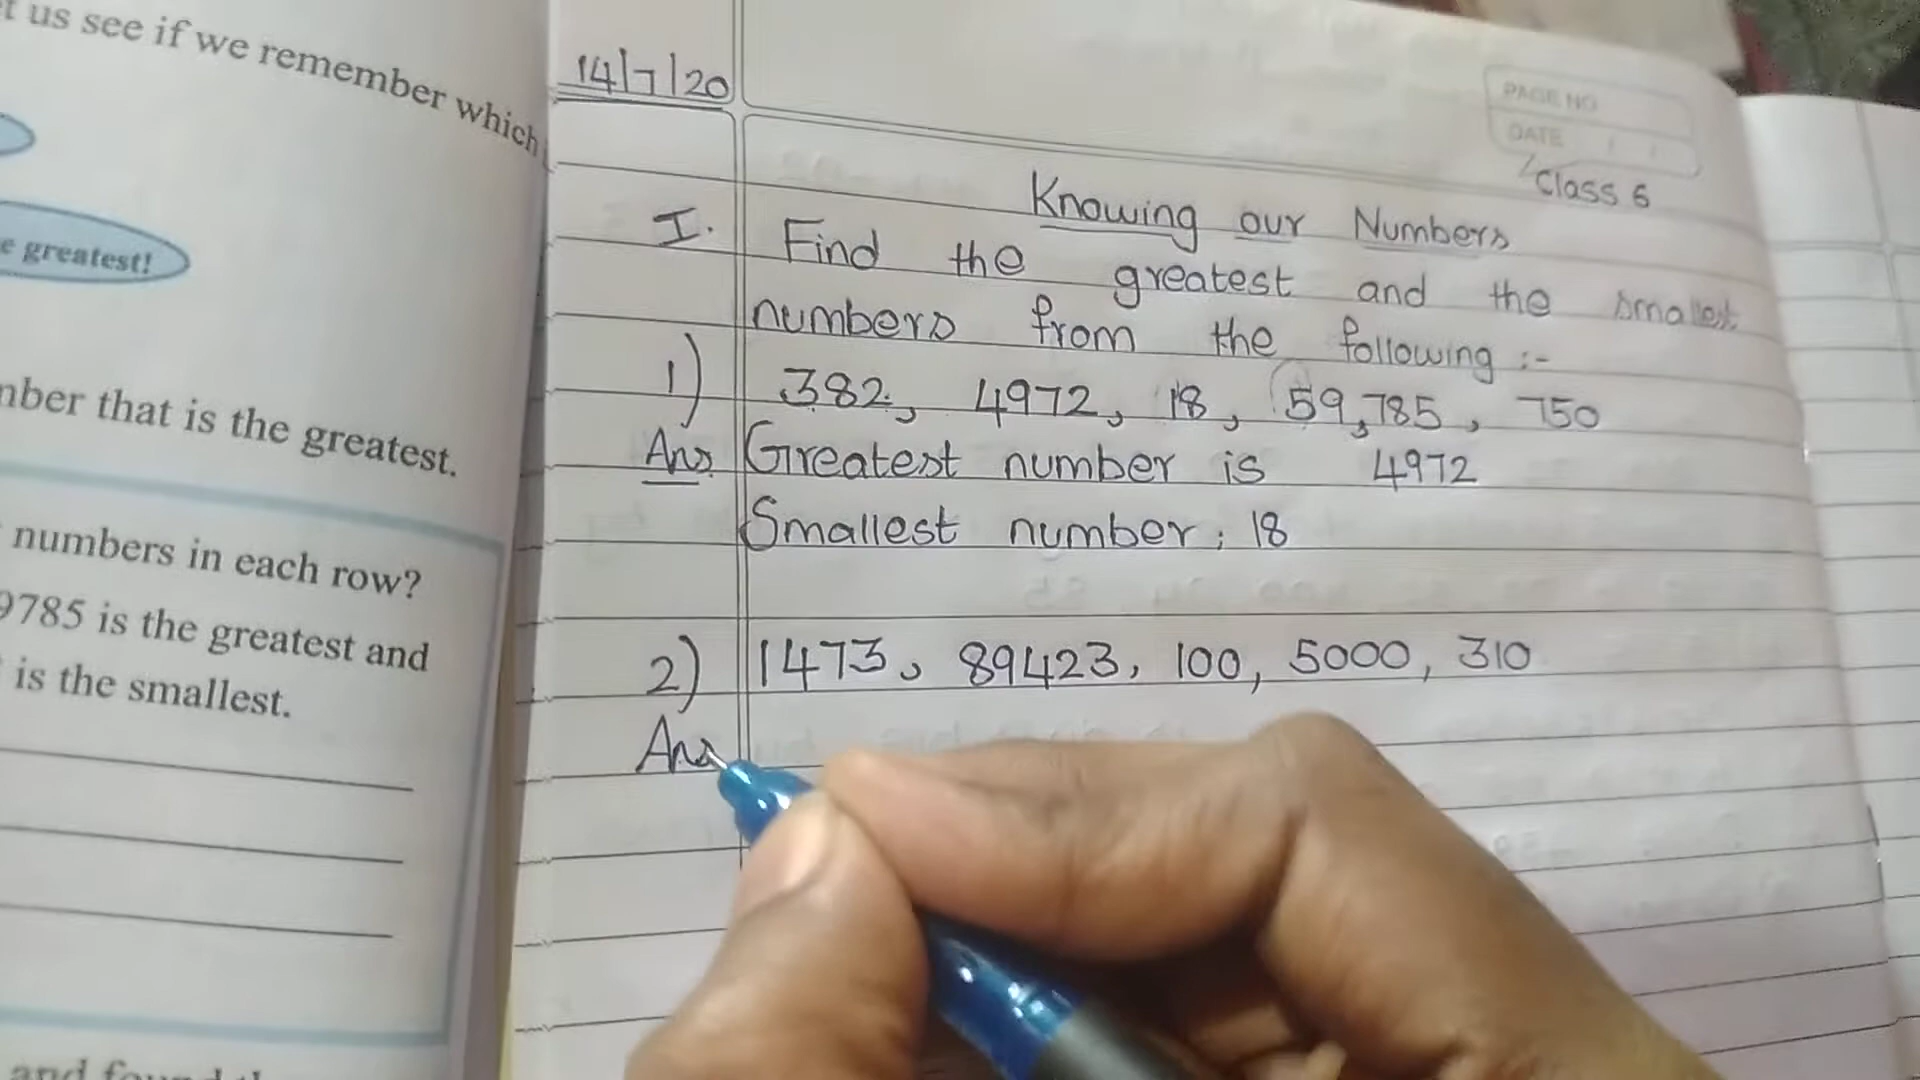 t us see if we remember which
e greatest!
mber that is the greatest.
numbers in each row?
9785 is the greatest and
is the smallest.
and found
14/7/20
PAGE NO
DATE / /
Class 6
Knowing our Numbers
I. Find the greatest and the smallest
numbers from the following :-
1) 382, 4972, 18, 59,785, 750
Ans. Greatest number is 4972
Smallest number : 18
2) 1473, 89423, 100, 5000, 310
Ans